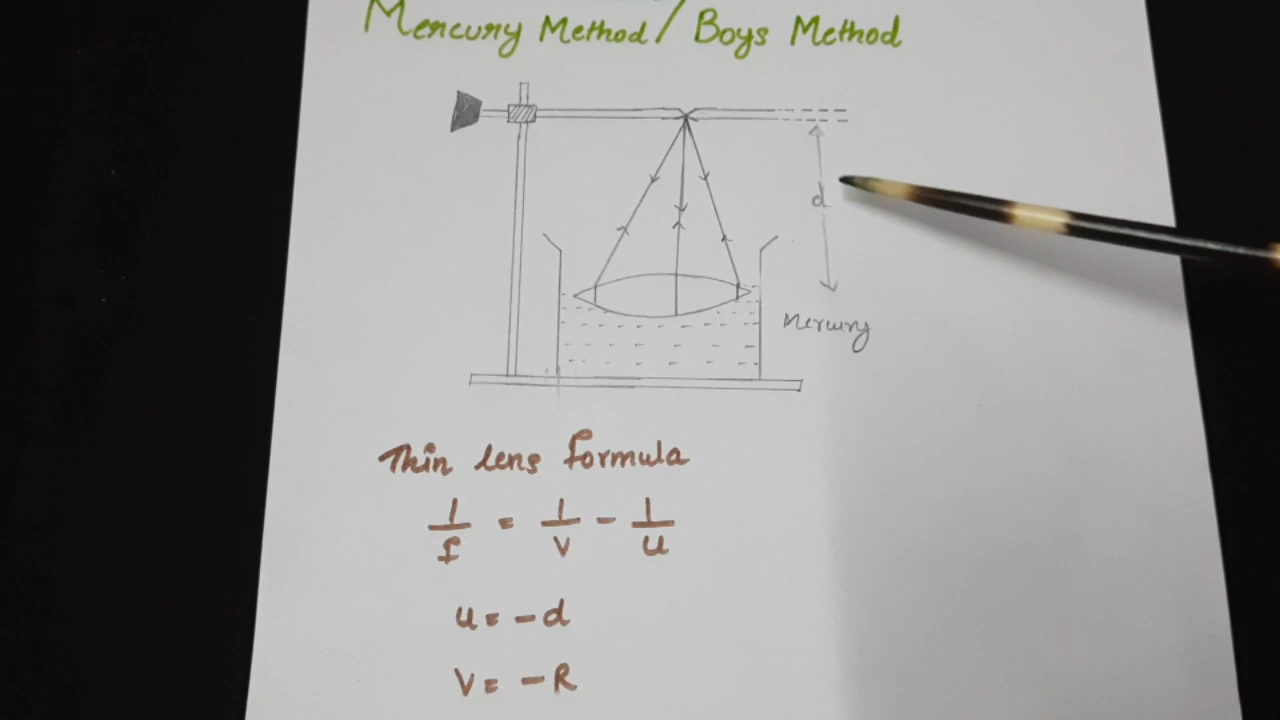 Mercury Method / Boys Method
d
Mercury
Thin lens formula
1/f = 1/v - 1/u
u = - d
v = - R